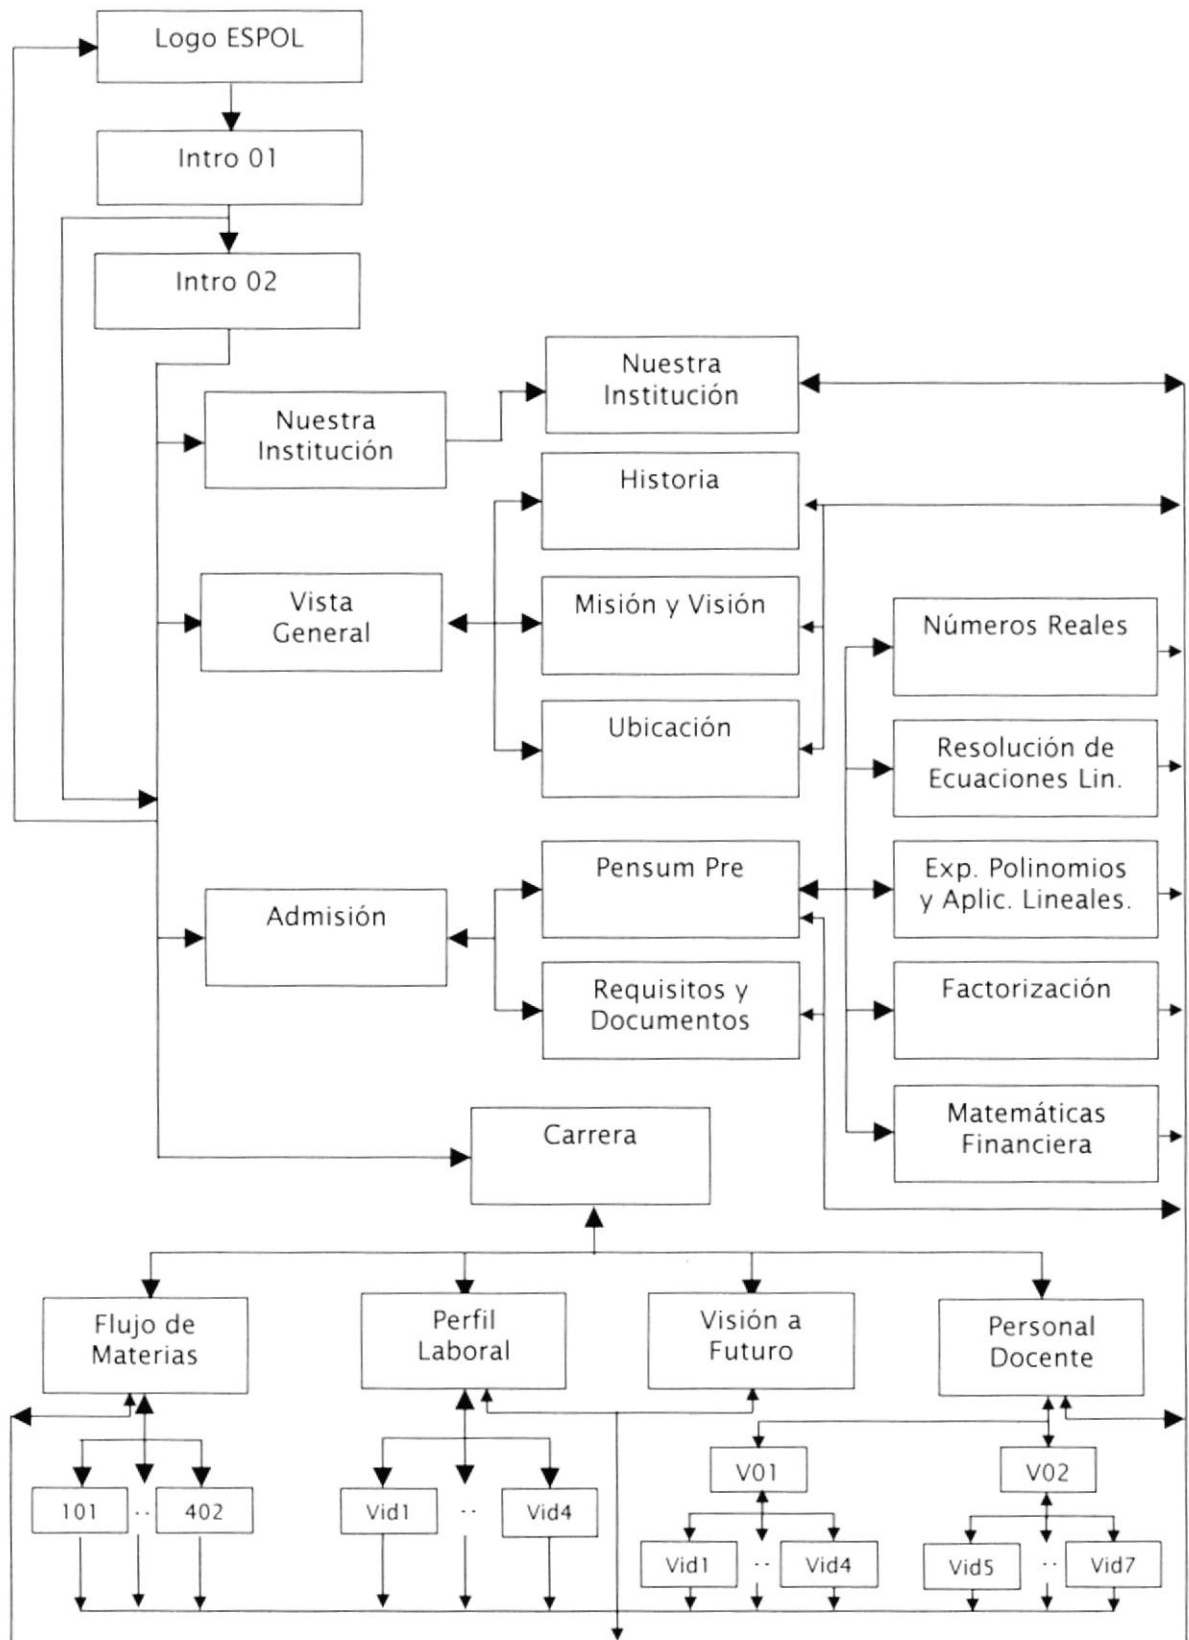 Logo ESPOL
Intro 01
Intro 02
Nuestra
Institución
Nuestra
Institución
Historia
Vista
General
Misión y Visión
Ubicación
Números Reales
Resolución de
Ecuaciones Lin.
Exp. Polinomios
y Aplic. Lineales.
Factorización
Matemáticas
Financiera
Admisión
Pensum Pre
Requisitos y
Documentos
Carrera
Flujo de
Materias
Perfil
Laboral
Visión a
Futuro
Personal
Docente
101
..
402
Vid1
..
Vid4
V01
V02
Vid1
..
Vid4
Vid5
..
Vid7